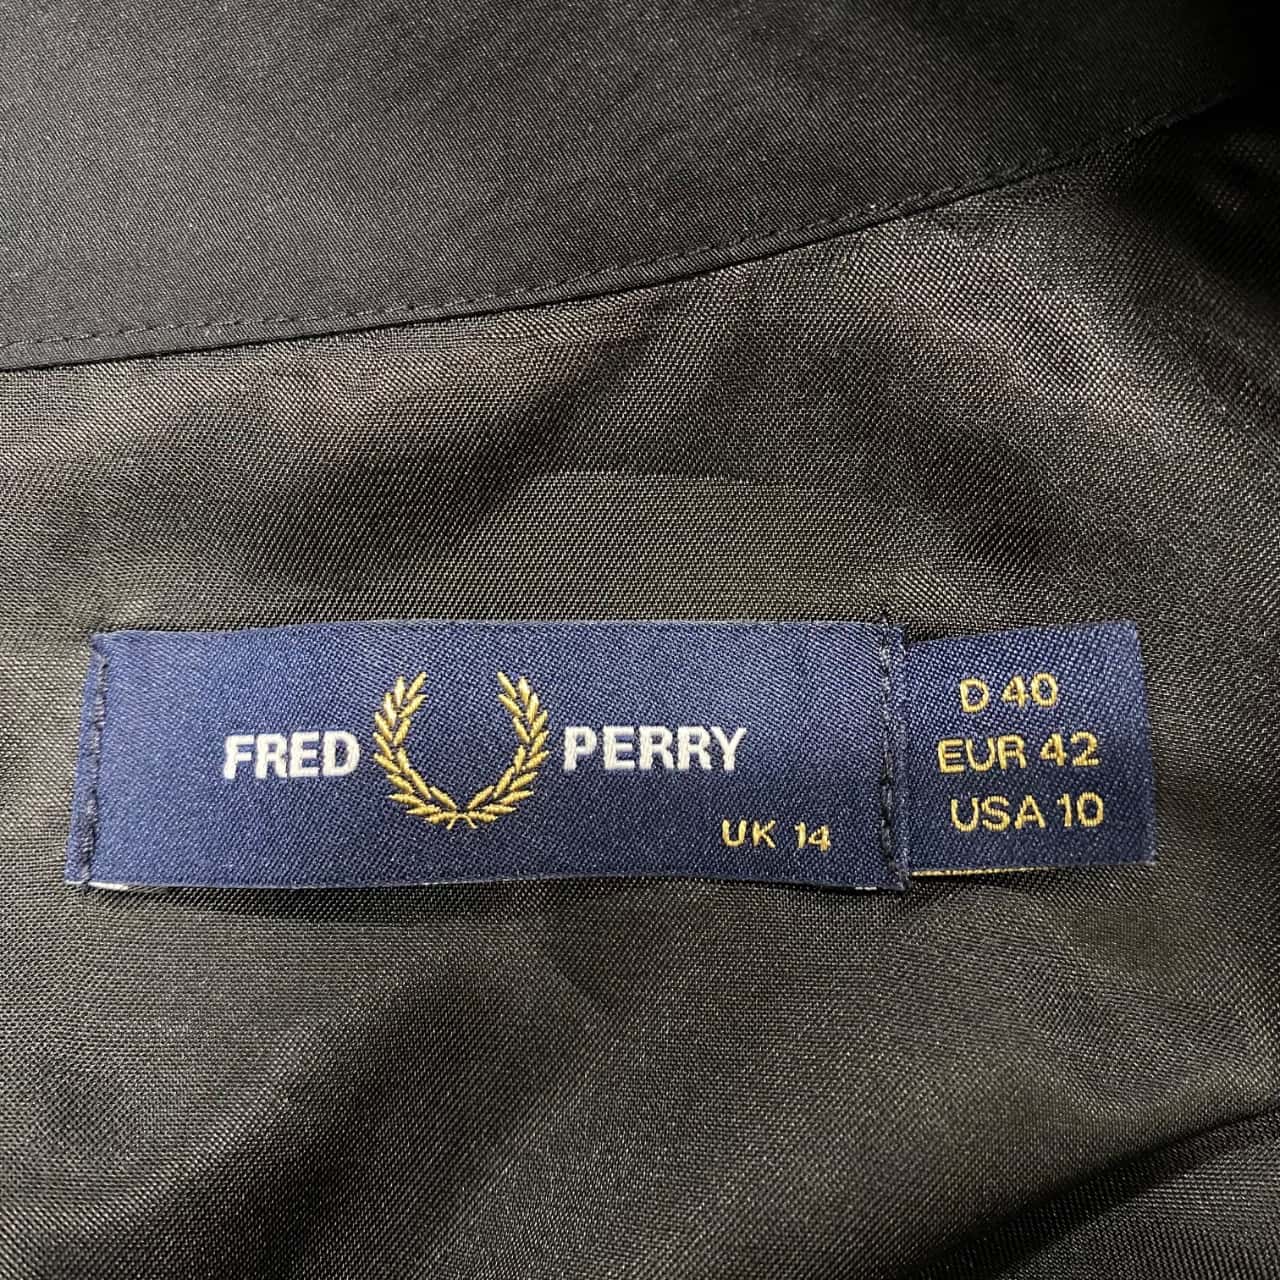 FRED PERRY
UK 14
D 40
EUR 42
USA 10